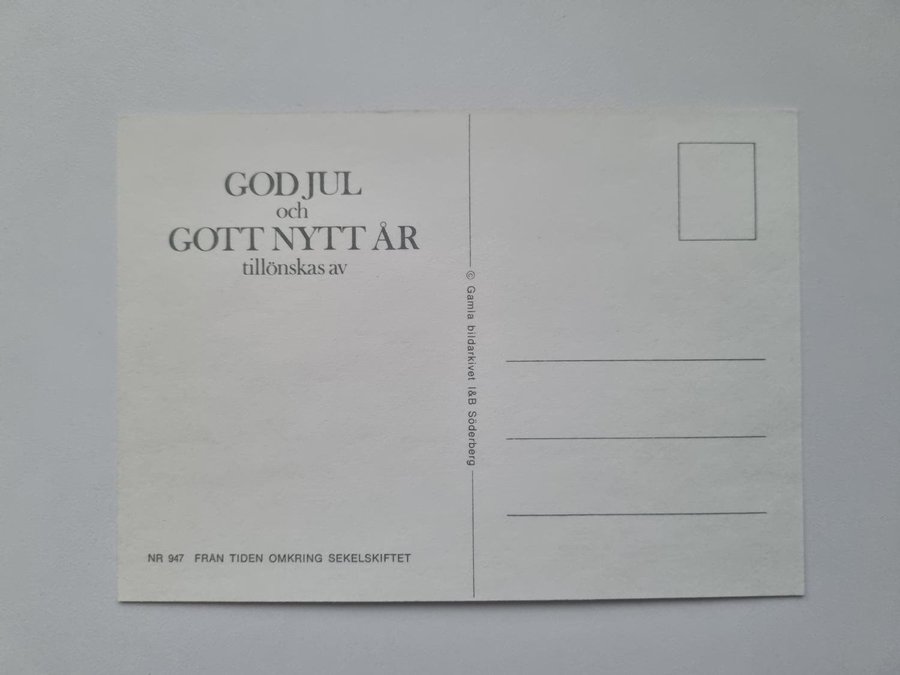 GOD JUL
och
GOTT NYTT ÅR
tillönskas av
NR 947 FRÅN TIDEN OMKRING SEKELSKIFTET
© Gamla bildarkivet I&B Söderberg